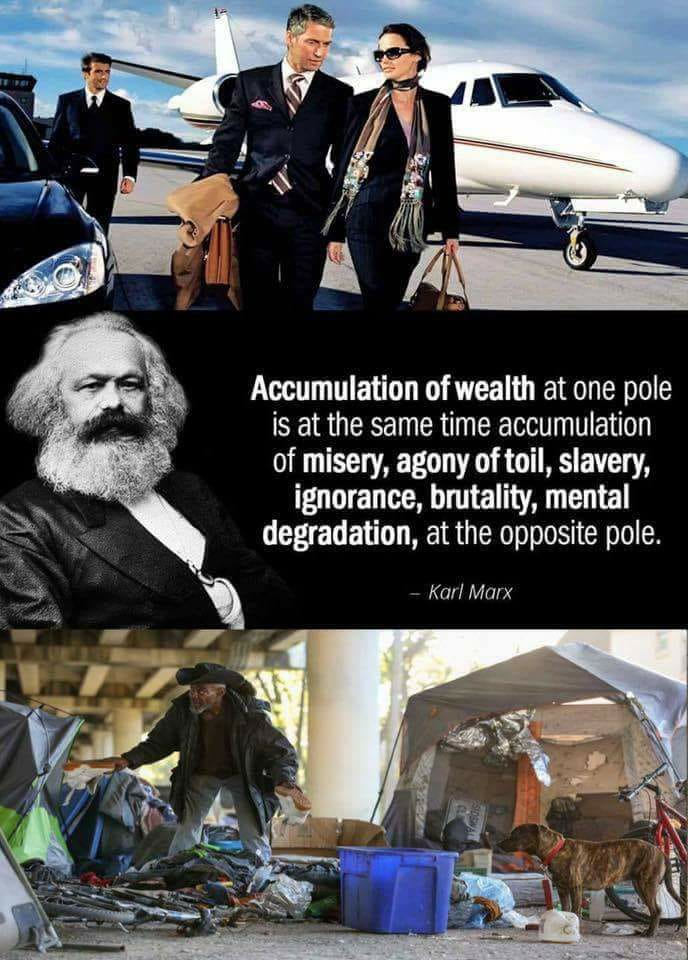 Accumulation of wealth at one pole
is at the same time accumulation
of misery, agony of toil, slavery,
ignorance, brutality, mental
degradation, at the opposite pole.
– Karl Marx